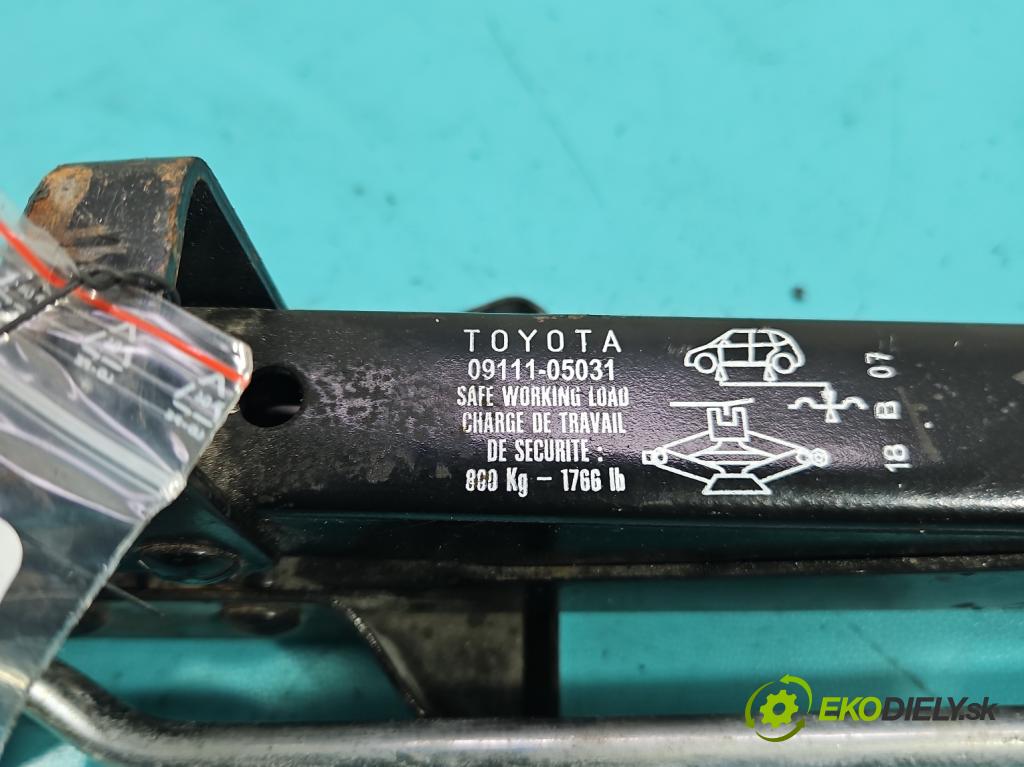 TOYOTA
09111-05031
SAFE WORKING LOAD
CHARGE DE TRAVAIL
DE SECURITE :
800 Kg – 1766 lb
18 B 07
EKODIELY.sk